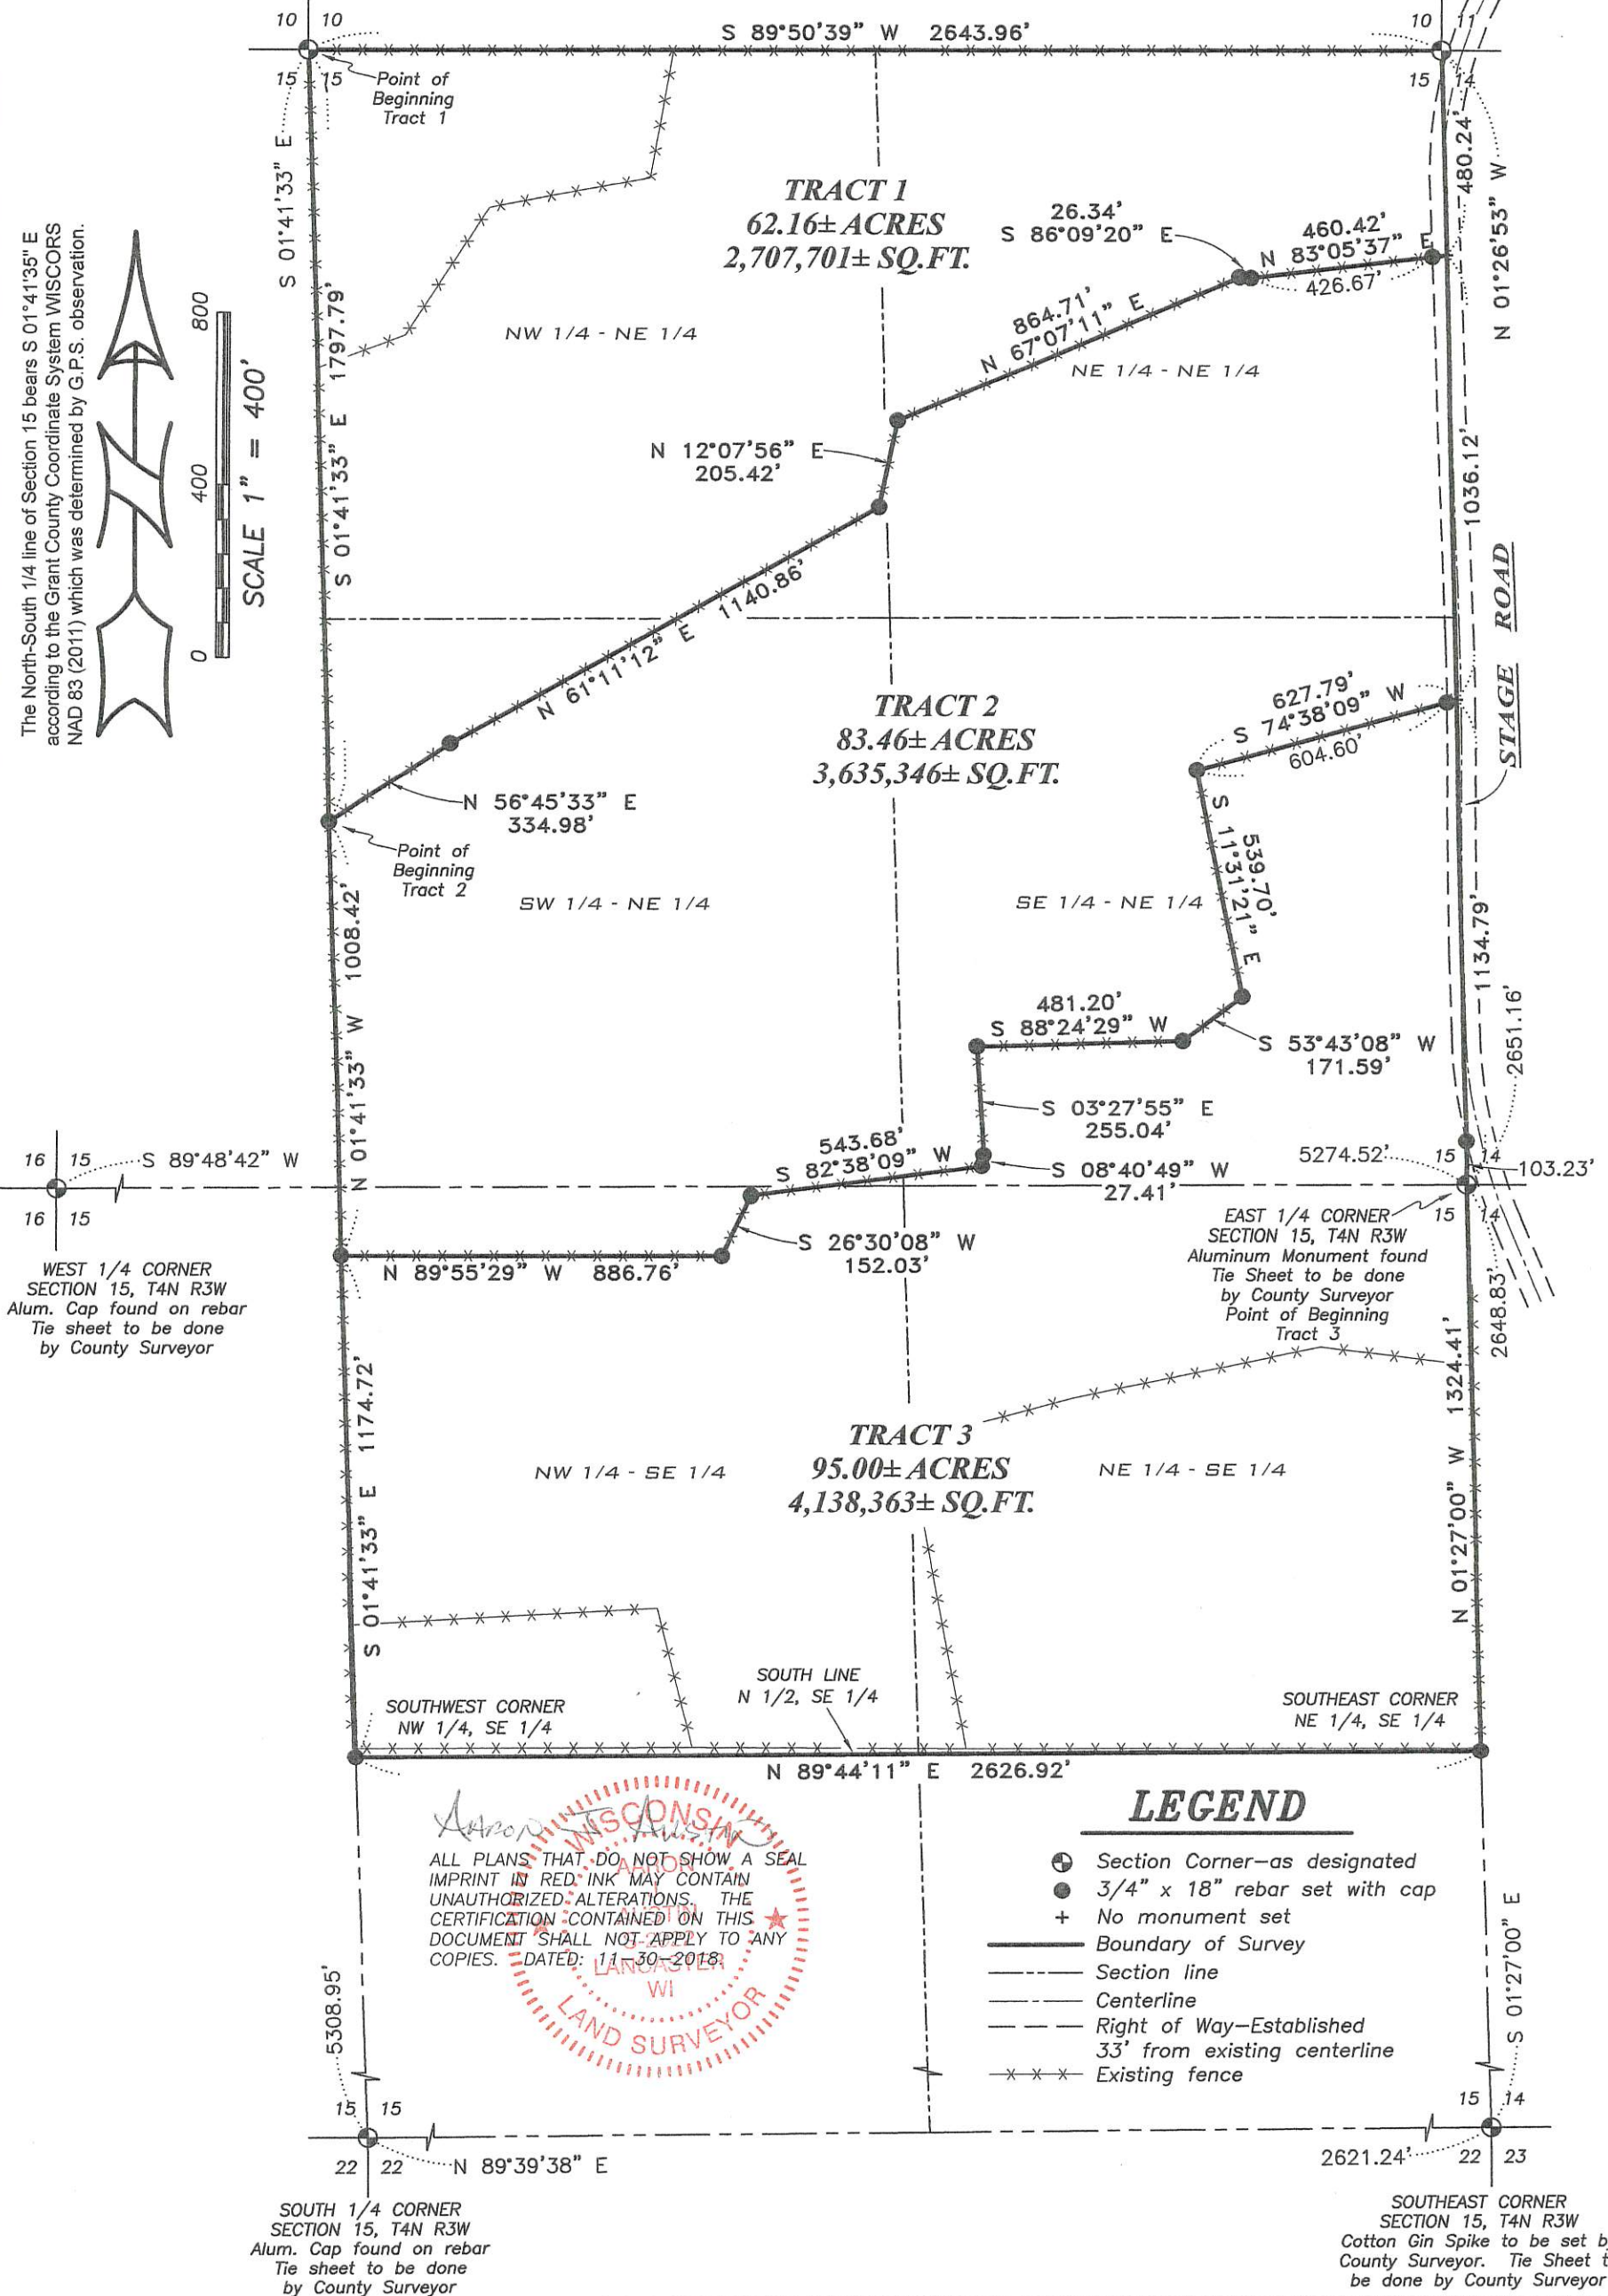 10 10
10 11
S 89°50'39" W 2643.96'
15 15
15 14
Point of
Beginning
Tract 1
S 01°41'33" E
480.24'
N 01°26'53" W
TRACT 1
62.16± ACRES
2,707,701± SQ.FT.
26.34'
S 86°09'20" E
460.42'
N 83°05'37" E
426.67'
The North-South 1/4 line of Section 15 bears S 01°41'35" E
according to the Grant County Coordinate System WISCORS
NAD 83 (2011) which was determined by G.P.S. observation.
N
0 400 800
SCALE 1" = 400'
S 01°41'33" E 1797.79'
NW 1/4 - NE 1/4
864.71'
N 67°07'11" E
NE 1/4 - NE 1/4
N 12°07'56" E
205.42'
1036.12'
N 61°11'12" E 1140.86'
STAGE ROAD
TRACT 2
83.46± ACRES
3,635,346± SQ.FT.
627.79'
S 74°38'09" W
604.60'
N 56°45'33" E
334.98'
Point of
Beginning
Tract 2
SW 1/4 - NE 1/4
SE 1/4 - NE 1/4
539.70'
S 11°31'21" E
N 01°41'33" W 1008.42'
1134.79'
2651.16'
481.20'
S 88°24'29" W
S 53°43'08" W
171.59'
S 03°27'55" E
255.04'
543.68'
S 82°38'09" W
S 08°40'49" W
27.41'
16 15
S 89°48'42" W
5274.52'
15 14
103.23'
16 15
15 14
WEST 1/4 CORNER
SECTION 15, T4N R3W
Alum. Cap found on rebar
Tie sheet to be done
by County Surveyor
S 26°30'08" W
152.03'
N 89°55'29" W 886.76'
EAST 1/4 CORNER
SECTION 15, T4N R3W
Aluminum Monument found
Tie Sheet to be done
by County Surveyor
Point of Beginning
Tract 3
2648.83'
S 01°41'33" E 1174.72'
N 01°27'00" W 1324.41'
TRACT 3
95.00± ACRES
4,138,363± SQ.FT.
NW 1/4 - SE 1/4
NE 1/4 - SE 1/4
SOUTHWEST CORNER
NW 1/4, SE 1/4
SOUTH LINE
N 1/2, SE 1/4
SOUTHEAST CORNER
NE 1/4, SE 1/4
N 89°44'11" E 2626.92'
Aaron Austin
ALL PLANS THAT DO NOT SHOW A SEAL
IMPRINT IN RED INK MAY CONTAIN
UNAUTHORIZED ALTERATIONS. THE
CERTIFICATION CONTAINED ON THIS
DOCUMENT SHALL NOT APPLY TO ANY
COPIES. DATED: 11-30-2018.
WISCONSIN
AARON
AUSTIN
LANCASTER
WI
LAND SURVEYOR
LEGEND
Section Corner-as designated
3/4" x 18" rebar set with cap
No monument set
Boundary of Survey
Section line
Centerline
Right of Way-Established
33' from existing centerline
Existing fence
5308.95'
S 01°27'00" E
15 15
15 14
22 22
N 89°39'38" E
2621.24'
22 23
SOUTH 1/4 CORNER
SECTION 15, T4N R3W
Alum. Cap found on rebar
Tie sheet to be done
by County Surveyor
SOUTHEAST CORNER
SECTION 15, T4N R3W
Cotton Gin Spike to be set
County Surveyor. Tie Sheet
be done by County Surveyor